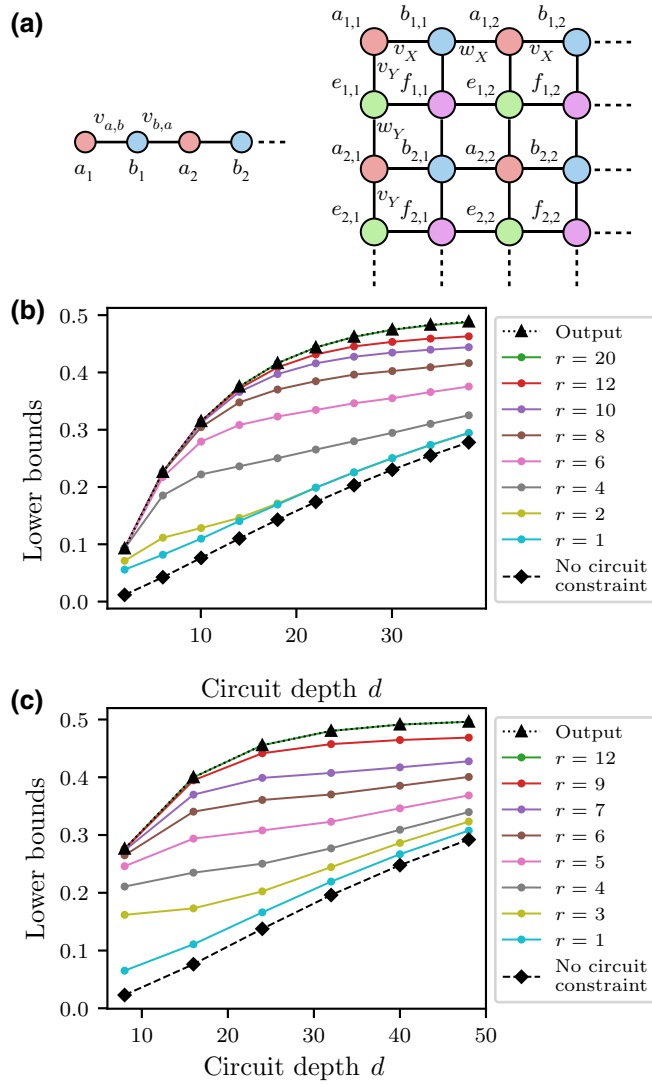 (a)
v_{a,b} v_{b,a}
a_1 b_1 a_2 b_2
a_{1,1} b_{1,1} a_{1,2} b_{1,2}
v_X w_X v_X
v_Y
e_{1,1} f_{1,1} e_{1,2} f_{1,2}
w_Y
a_{2,1} b_{2,1} a_{2,2} b_{2,2}
v_Y
e_{2,1} f_{2,1} e_{2,2} f_{2,2}
(b)
Lower bounds
0.5
0.4
0.3
0.2
0.1
0.0
10 20 30
Circuit depth d
Output
r = 20
r = 12
r = 10
r = 8
r = 6
r = 4
r = 2
r = 1
No circuit
constraint
(c)
Lower bounds
0.5
0.4
0.3
0.2
0.1
0.0
10 20 30 40 50
Circuit depth d
Output
r = 12
r = 9
r = 7
r = 6
r = 5
r = 4
r = 3
r = 1
No circuit
constraint